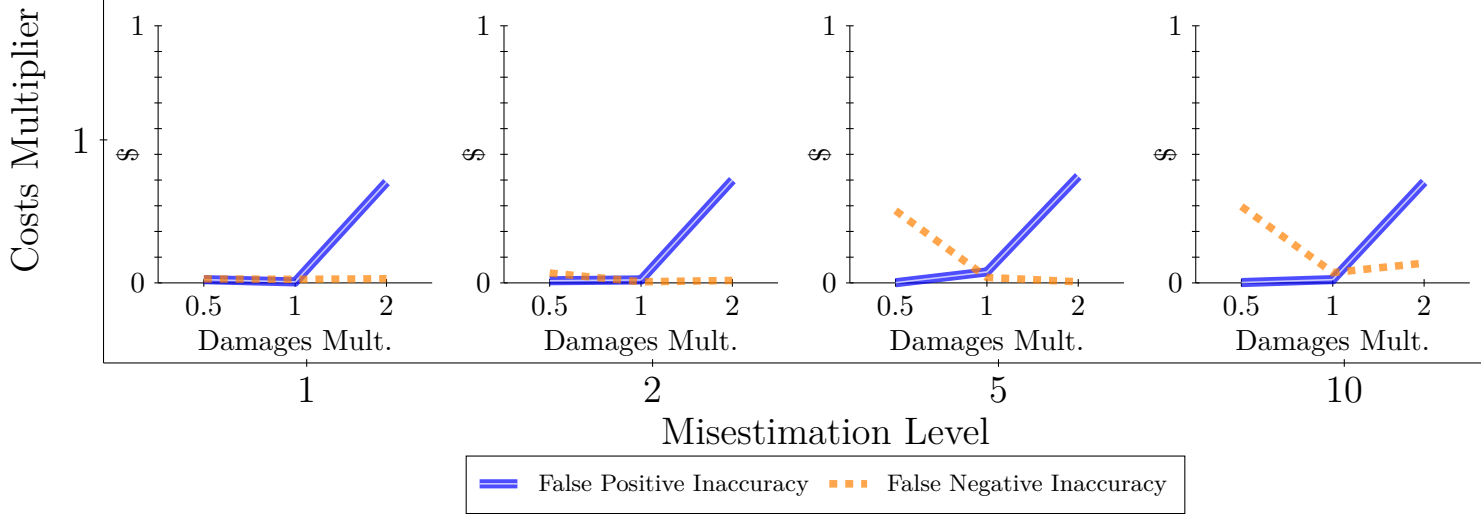 Costs Multiplier
1
1
$
0
0.5 1 2
Damages Mult.
1
$
0
0.5 1 2
Damages Mult.
1
$
0
0.5 1 2
Damages Mult.
1
$
0
0.5 1 2
Damages Mult.
1 2 5 10
Misestimation Level
False Positive Inaccuracy False Negative Inaccuracy